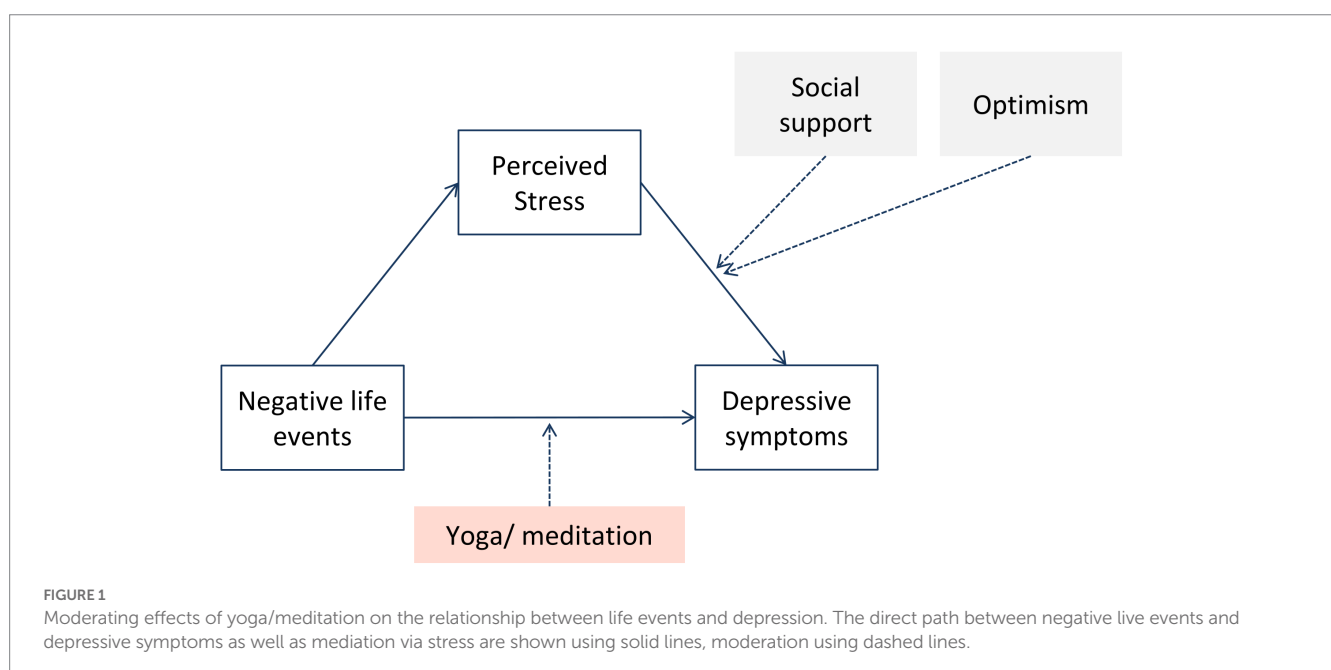 Social
support
Optimism
Perceived
Stress
Negative life
events
Depressive
symptoms
Yoga/ meditation
FIGURE 1
Moderating effects of yoga/meditation on the relationship between life events and depression. The direct path between negative live events and
depressive symptoms as well as mediation via stress are shown using solid lines, moderation using dashed lines.